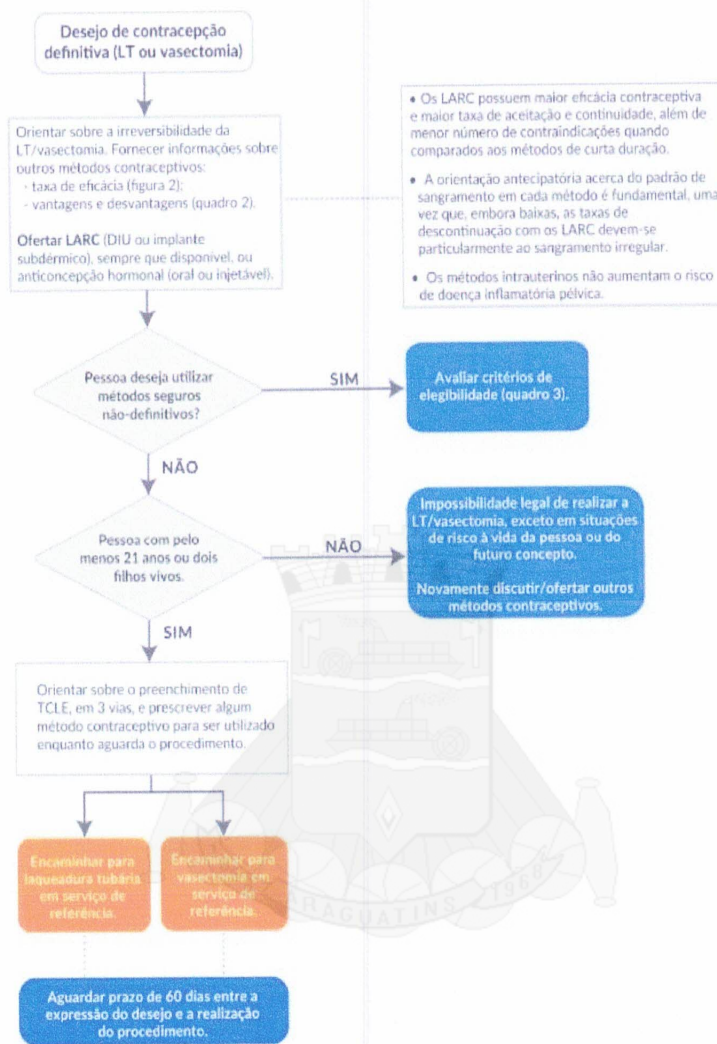 Desejo de contracepção
definitiva (LT ou vasectomia)
Orientar sobre a irreversibilidade da
LT/vasectomia. Fornecer informações sobre
outros métodos contraceptivos:
- taxa de eficácia (figura 2);
- vantagens e desvantagens (quadro 2).
Ofertar LARC (DIU ou implante
subdérmico), sempre que disponível, ou
anticoncepção hormonal (oral ou injetável).
• Os LARC possuem maior eficácia contraceptiva
e maior taxa de aceitação e continuidade, além de
menor número de contraindicações quando
comparados aos métodos de curta duração.
• A orientação antecipatória acerca do padrão de
sangramento em cada método é fundamental, uma
vez que, embora baixas, as taxas de
descontinuação com os LARC devem-se
particularmente ao sangramento irregular.
• Os métodos intrauterinos não aumentam o risco
de doença inflamatória pélvica.
Pessoa deseja utilizar
métodos seguros
não-definitivos?
SIM
Avaliar critérios de
elegibilidade (quadro 3).
NÃO
Pessoa com pelo
menos 21 anos ou dois
filhos vivos.
NÃO
Impossibilidade legal de realizar a
LT/vasectomia, exceto em situações
de risco à vida da pessoa ou do
futuro concepto.
Novamente discutir/ofertar outros
métodos contraceptivos.
SIM
Orientar sobre o preenchimento de
TCLE, em 3 vias, e prescrever algum
método contraceptivo para ser utilizado
enquanto aguarda o procedimento.
Encaminhar para
laqueadura tubária
em serviço de
referência.
Encaminhar para
vasectomia em
serviço de
referência.
ARAGUATINS 1960
Aguardar prazo de 60 dias entre a
expressão do desejo e a realização
do procedimento.